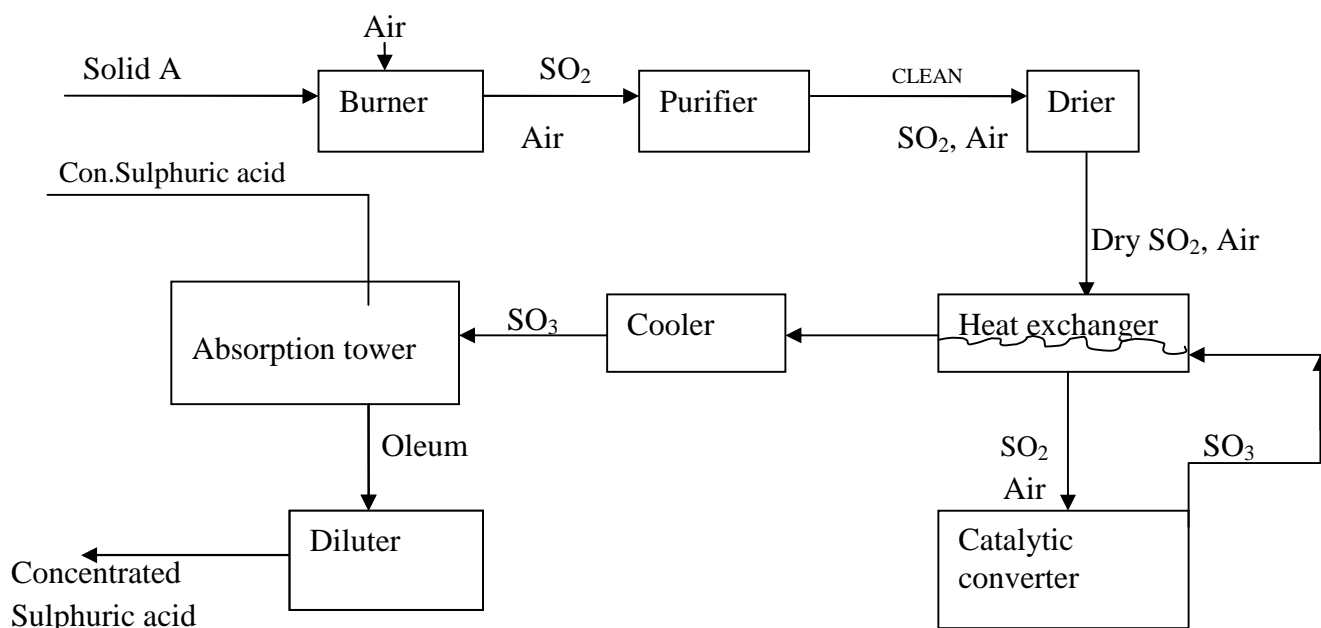 Air
Solid A
Burner
SO₂
Air
Purifier
CLEAN
SO₂, Air
Drier
Con.Sulphuric acid
Dry SO₂, Air
Absorption tower
SO₃
Cooler
Heat exchanger
Oleum
SO₂
Air
SO₃
Diluter
Catalytic
converter
Concentrated
Sulphuric acid